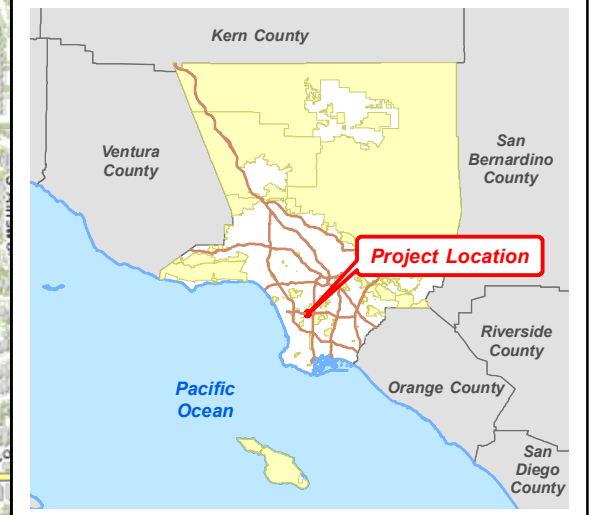 Kern County
Ventura
County
San
Bernardino
County
Project Location
Riverside
County
Orange County
Pacific
Ocean
San
Diego
County